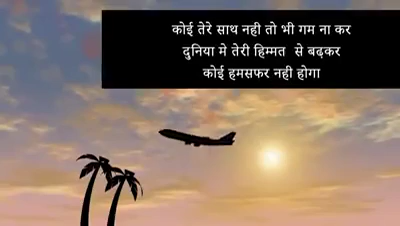 कोई तेरे साथ नही तो भी गम ना कर
दुनिया मे तेरी हिम्मत से बढ़कर
कोई हमसफर नही होगा